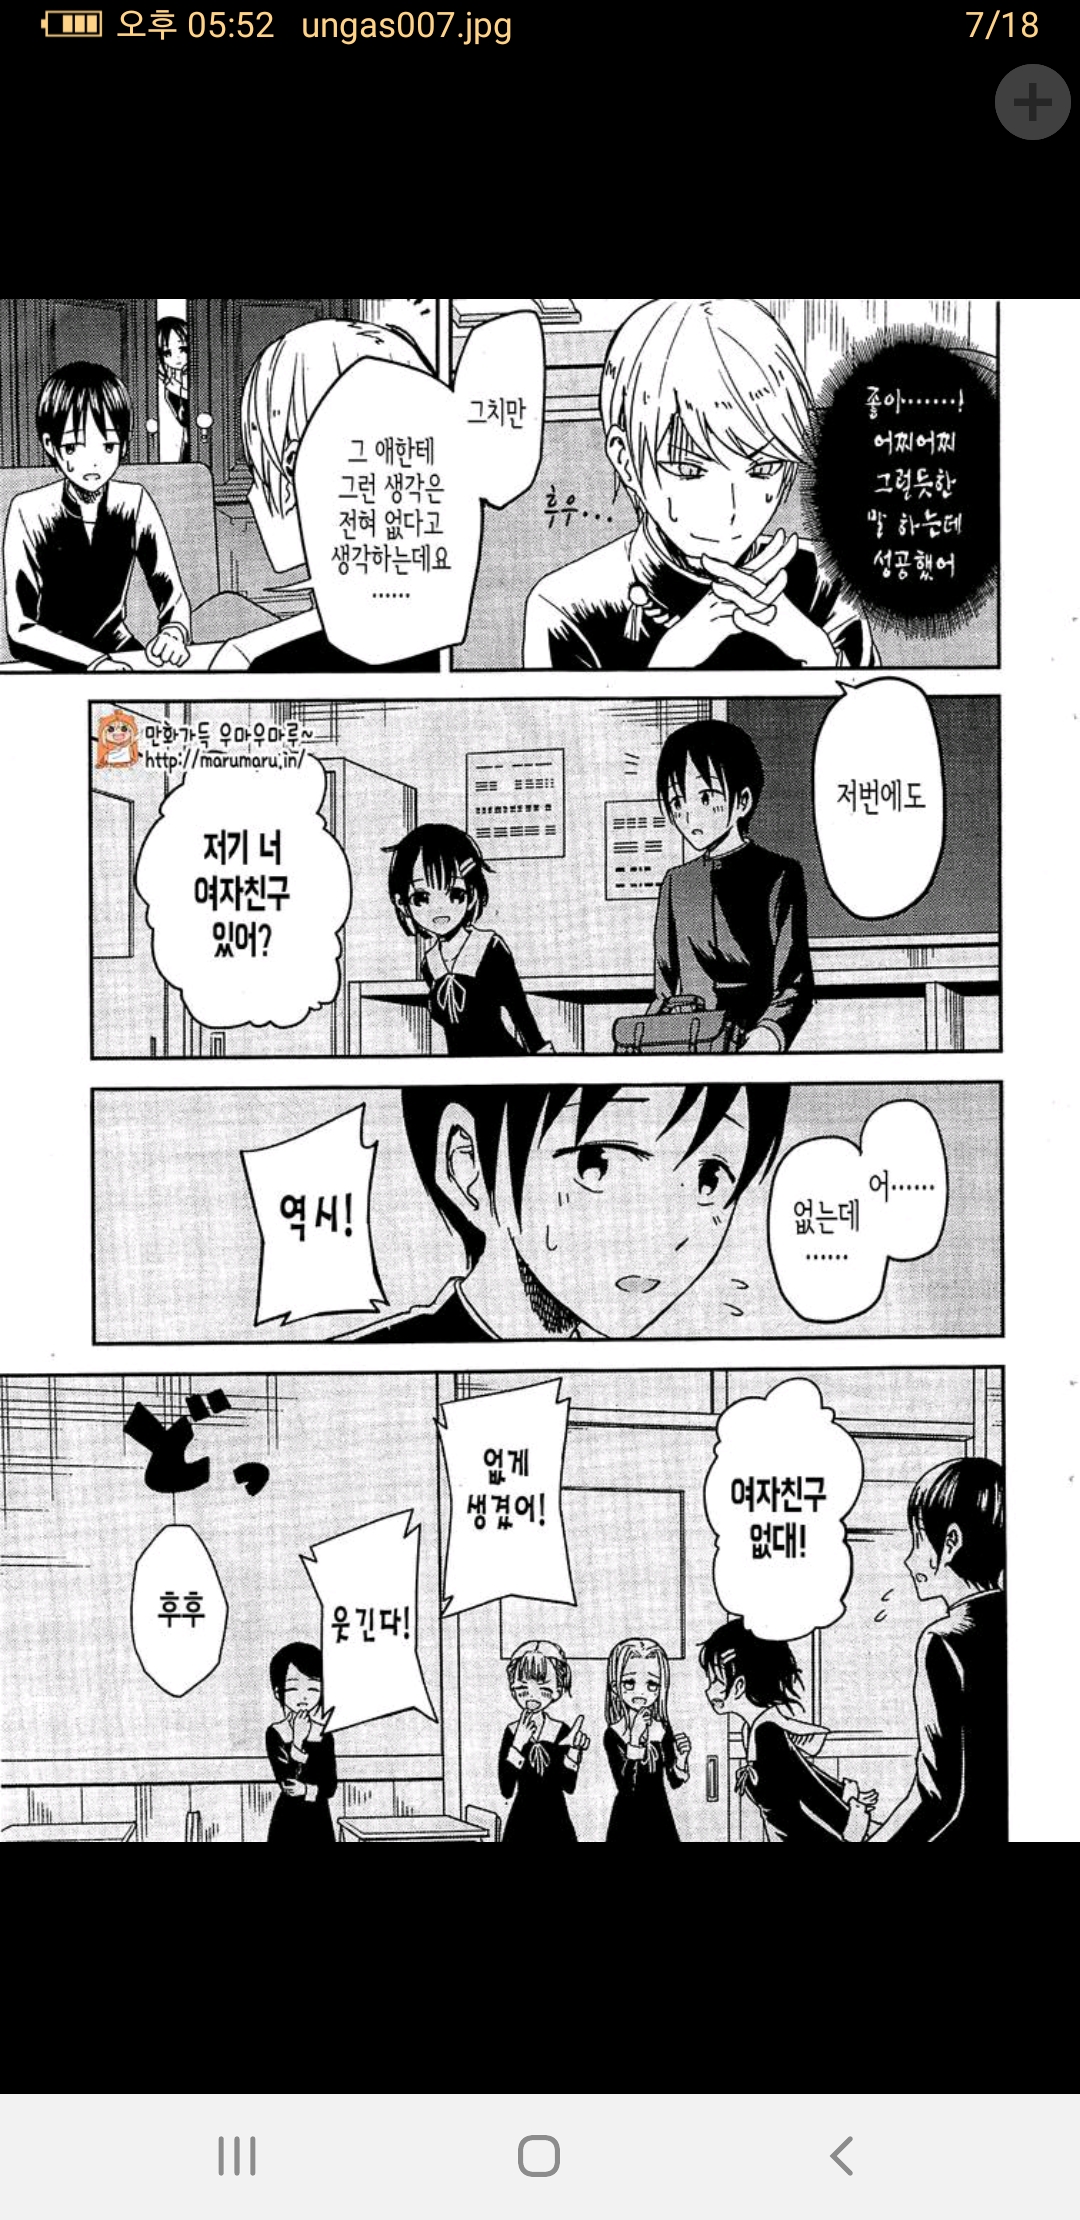 오후 05:52 ungas007.jpg 7/18
좋아.......!
어찌어찌
그럴듯한
말 하는데
성공했어
후우...
그치만
그 애한테
그런 생각은
전혀 없다고
생각하는데요
......
저번에도
만화가득 우마우마루~
http://marumaru.in/
저기 너
여자친구
있어?
어......
없는데
......
역시!
여자친구
없대!
없게
생겼어!
웃긴다!
후후
どっ